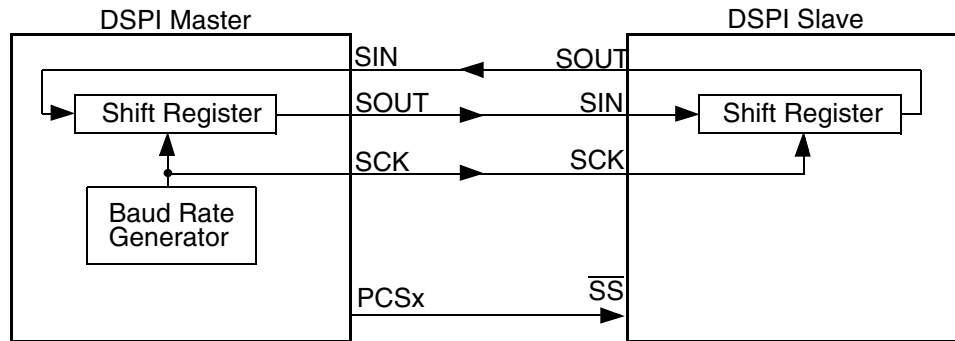 DSPI Master
DSPI Slave
SIN
SOUT
Shift Register
SOUT
SIN
Shift Register
SCK
SCK
Baud Rate
Generator
PCSx
SS